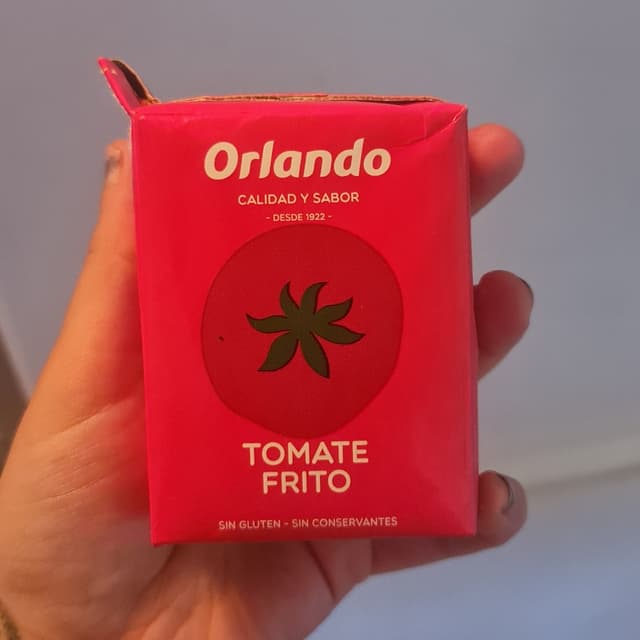 Orlando
CALIDAD Y SABOR
- DESDE 1922 -
TOMATE
FRITO
SIN GLUTEN - SIN CONSERVANTES